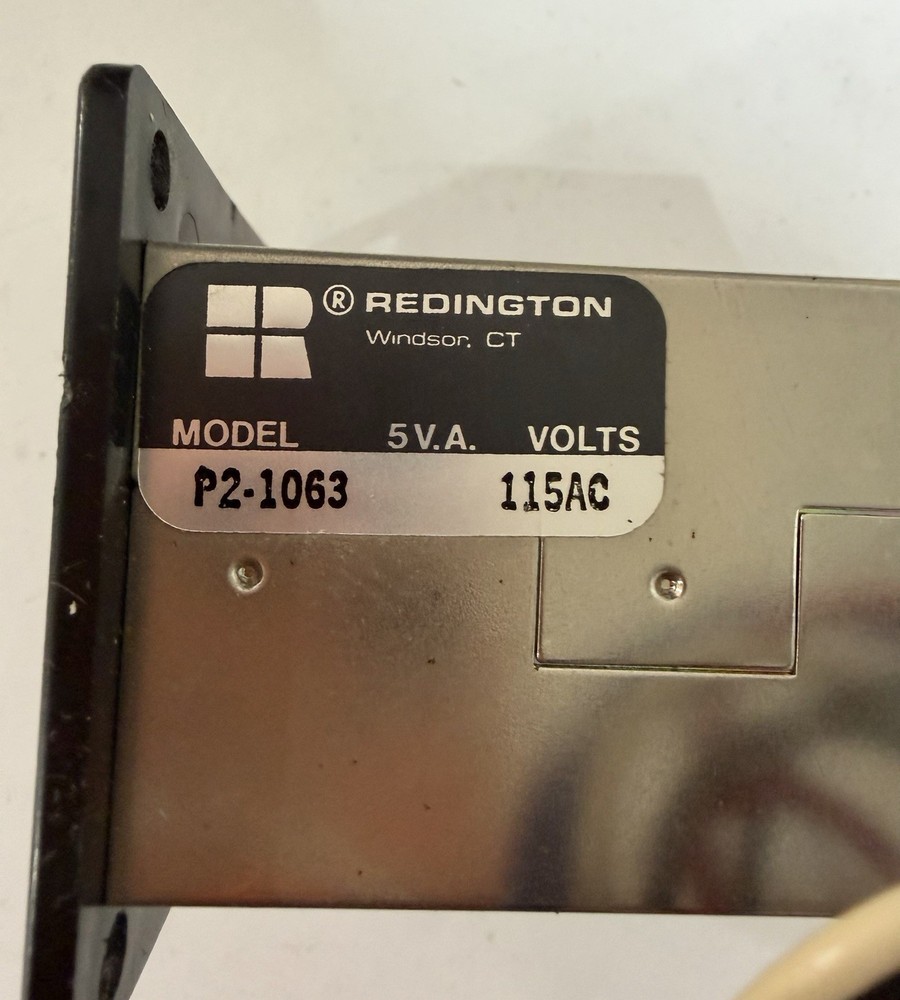 ® REDINGTON
Windsor, CT
MODEL 5 V.A. VOLTS
P2-1063 115AC